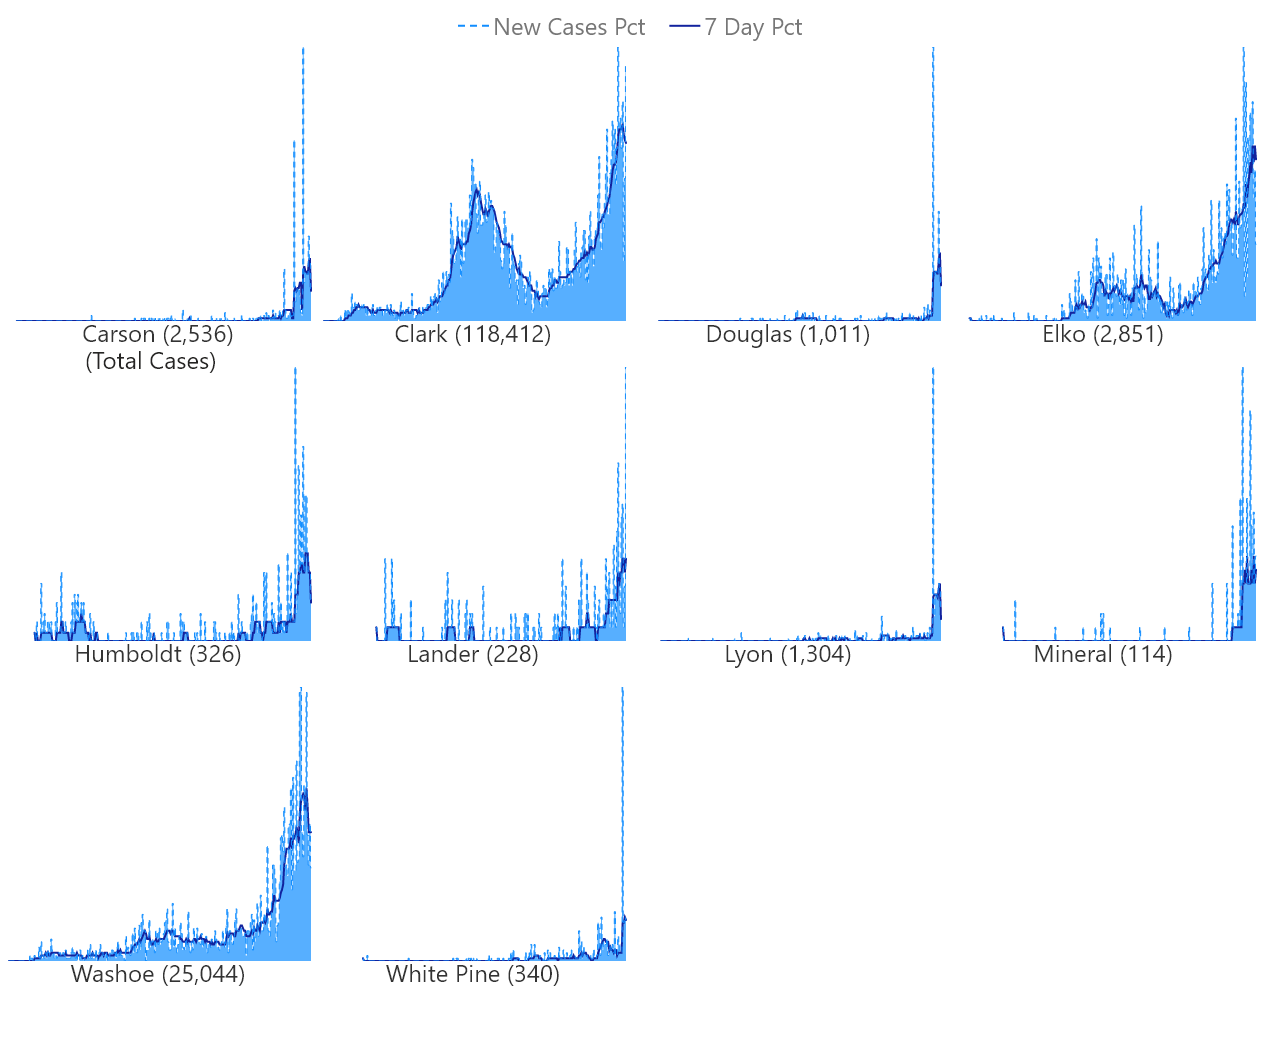 New Cases Pct 7 Day Pct
Carson (2,536) Clark (118,412) Douglas (1,011) Elko (2,851)
(Total Cases)
Humboldt (326) Lander (228) Lyon (1,304) Mineral (114)
Washoe (25,044) White Pine (340)